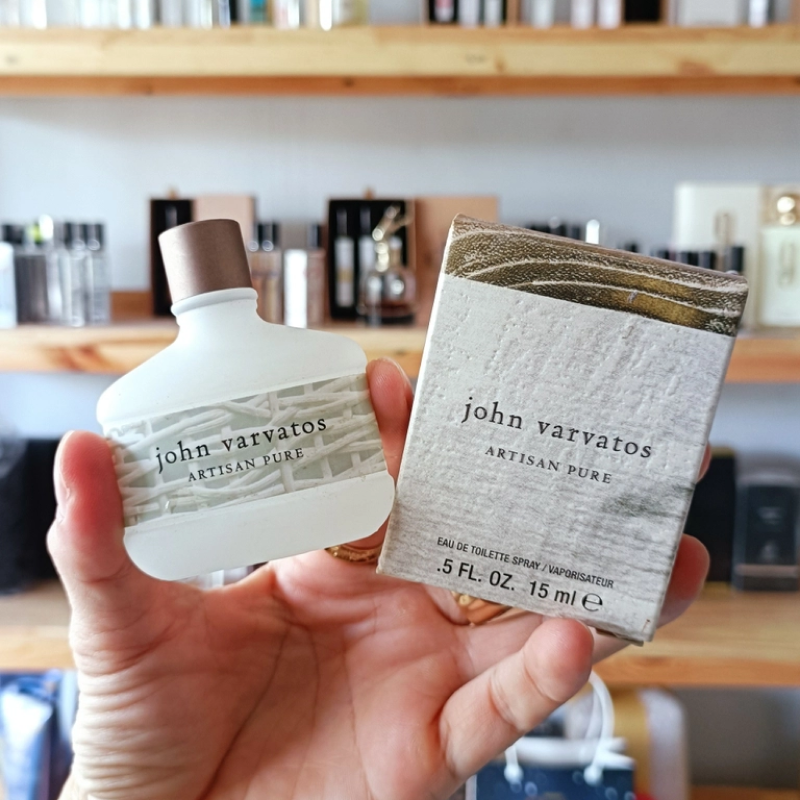 john varvatos
ARTISAN PURE
john varvatos
ARTISAN PURE
EAU DE TOILETTE SPRAY / VAPORISATEUR
.5 FL. OZ. 15 ml ℮